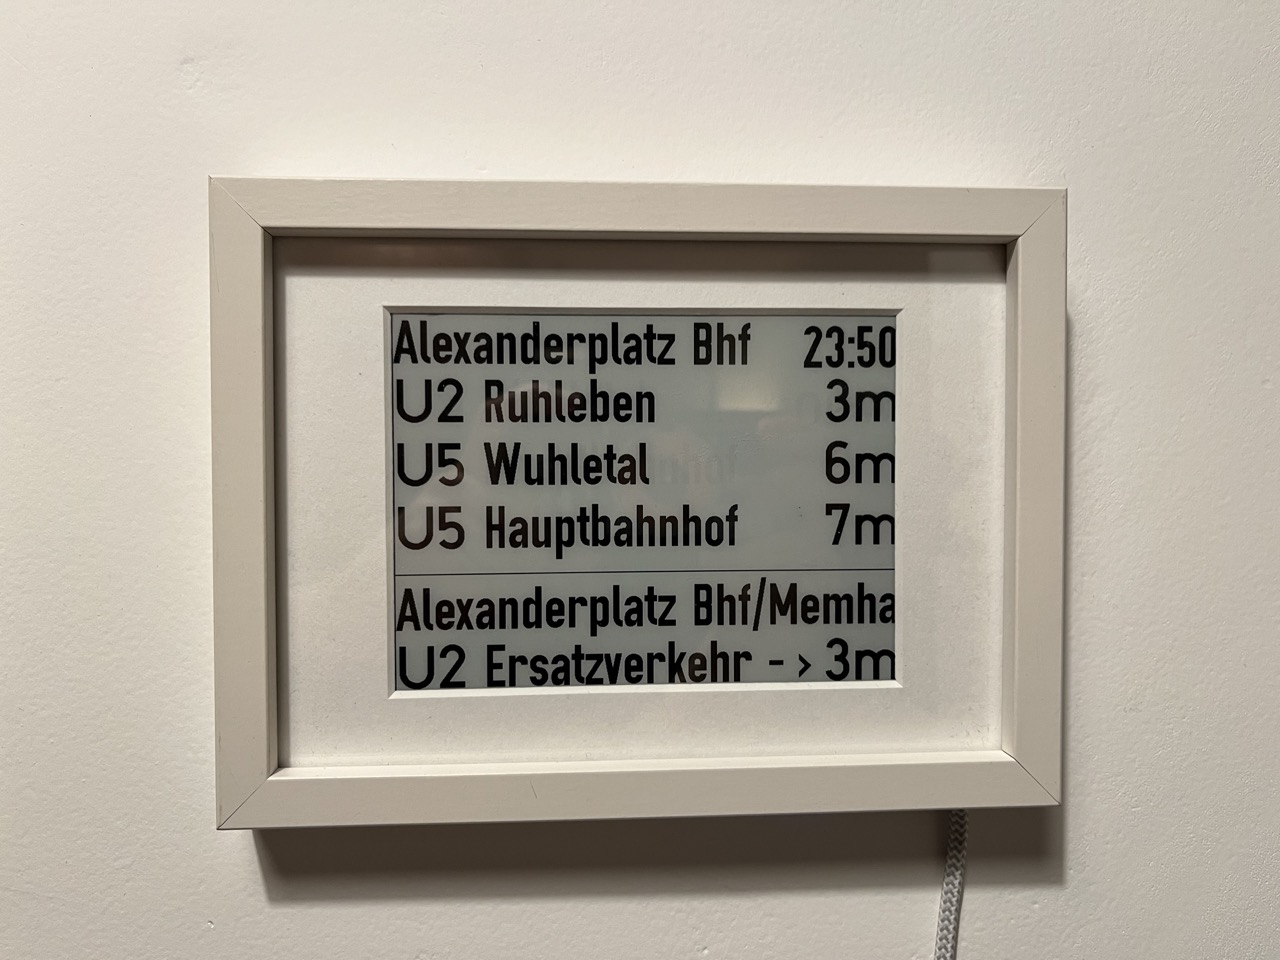 Alexanderplatz Bhf 23:50
U2 Ruhleben 3m
U5 Wuhletal 6m
U5 Hauptbahnhof 7m
Alexanderplatz Bhf/Memha
U2 Ersatzverkehr -> 3m